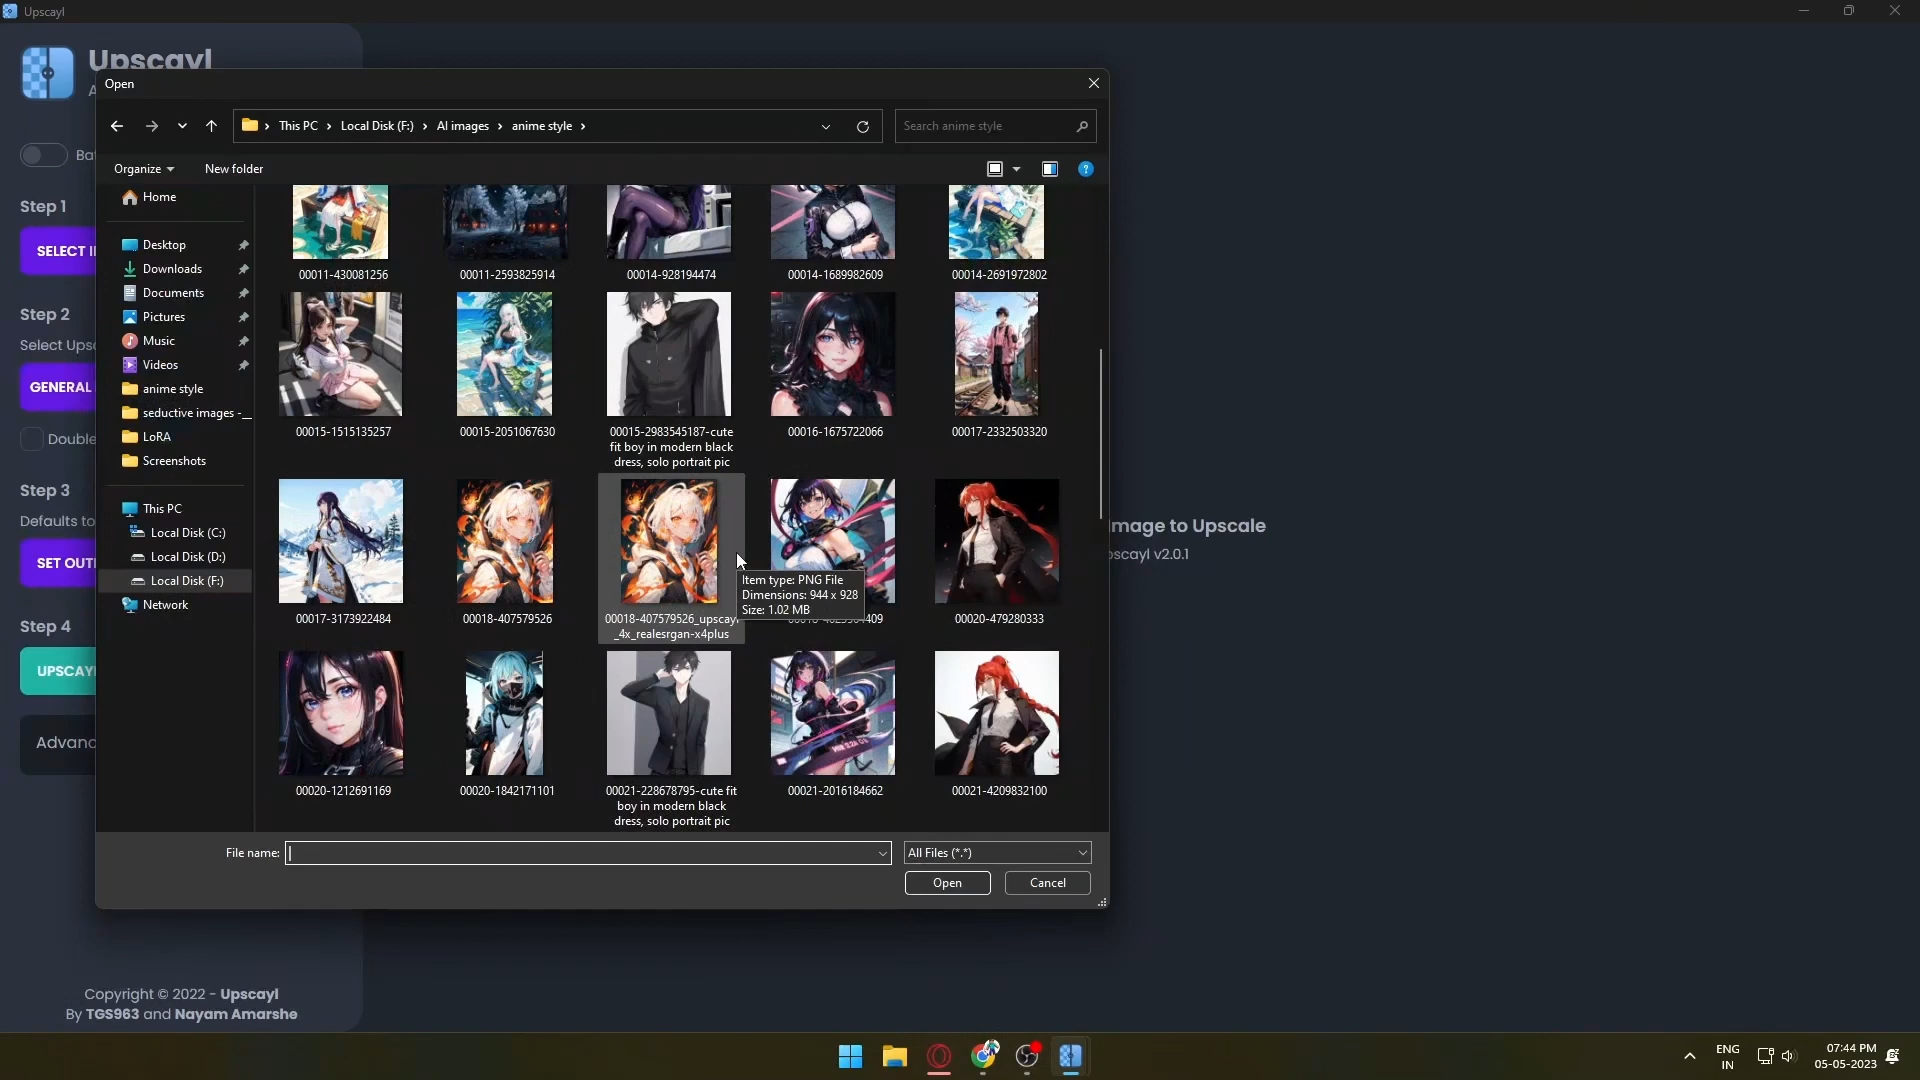 Upscayl
Upscayl
Open
This PC › Local Disk (F:) › AI images › anime style ›
Search anime style
Organize
New folder
Home
Desktop
Downloads
Documents
Pictures
Music
Videos
anime style
seductive images -_
LoRA
Screenshots
This PC
Local Disk (C:)
Local Disk (D:)
Local Disk (F:)
Network
Step 1
SELECT I
Step 2
Select Upsc
GENERAL
Double
Step 3
Defaults to
SET OUT
Step 4
UPSCAY
Advanc
00011-430081256
00011-2593825914
00014-928194474
00014-1689982609
00014-2691972802
00015-1515135257
00015-2051067630
00015-2983545187-cute
fit boy in modern black
dress, solo portrait pic
00016-1675722066
00017-2332503320
00017-3173922484
00018-407579526
00018-407579526_upscayl
_4x_realesrgan-x4plus
Item type: PNG File
Dimensions: 944 x 928
Size: 1.02 MB
00020-479280333
00020-1212691169
00020-1842171101
00021-228678795-cute fit
boy in modern black
dress, solo portrait pic
00021-2016184662
00021-4209832100
File name:
All Files (*.*)
Open
Cancel
mage to Upscale
scayl v2.0.1
Copyright © 2022 - Upscayl
By TGS963 and Nayam Amarshe
ENG
IN
07:44 PM
05-05-2023